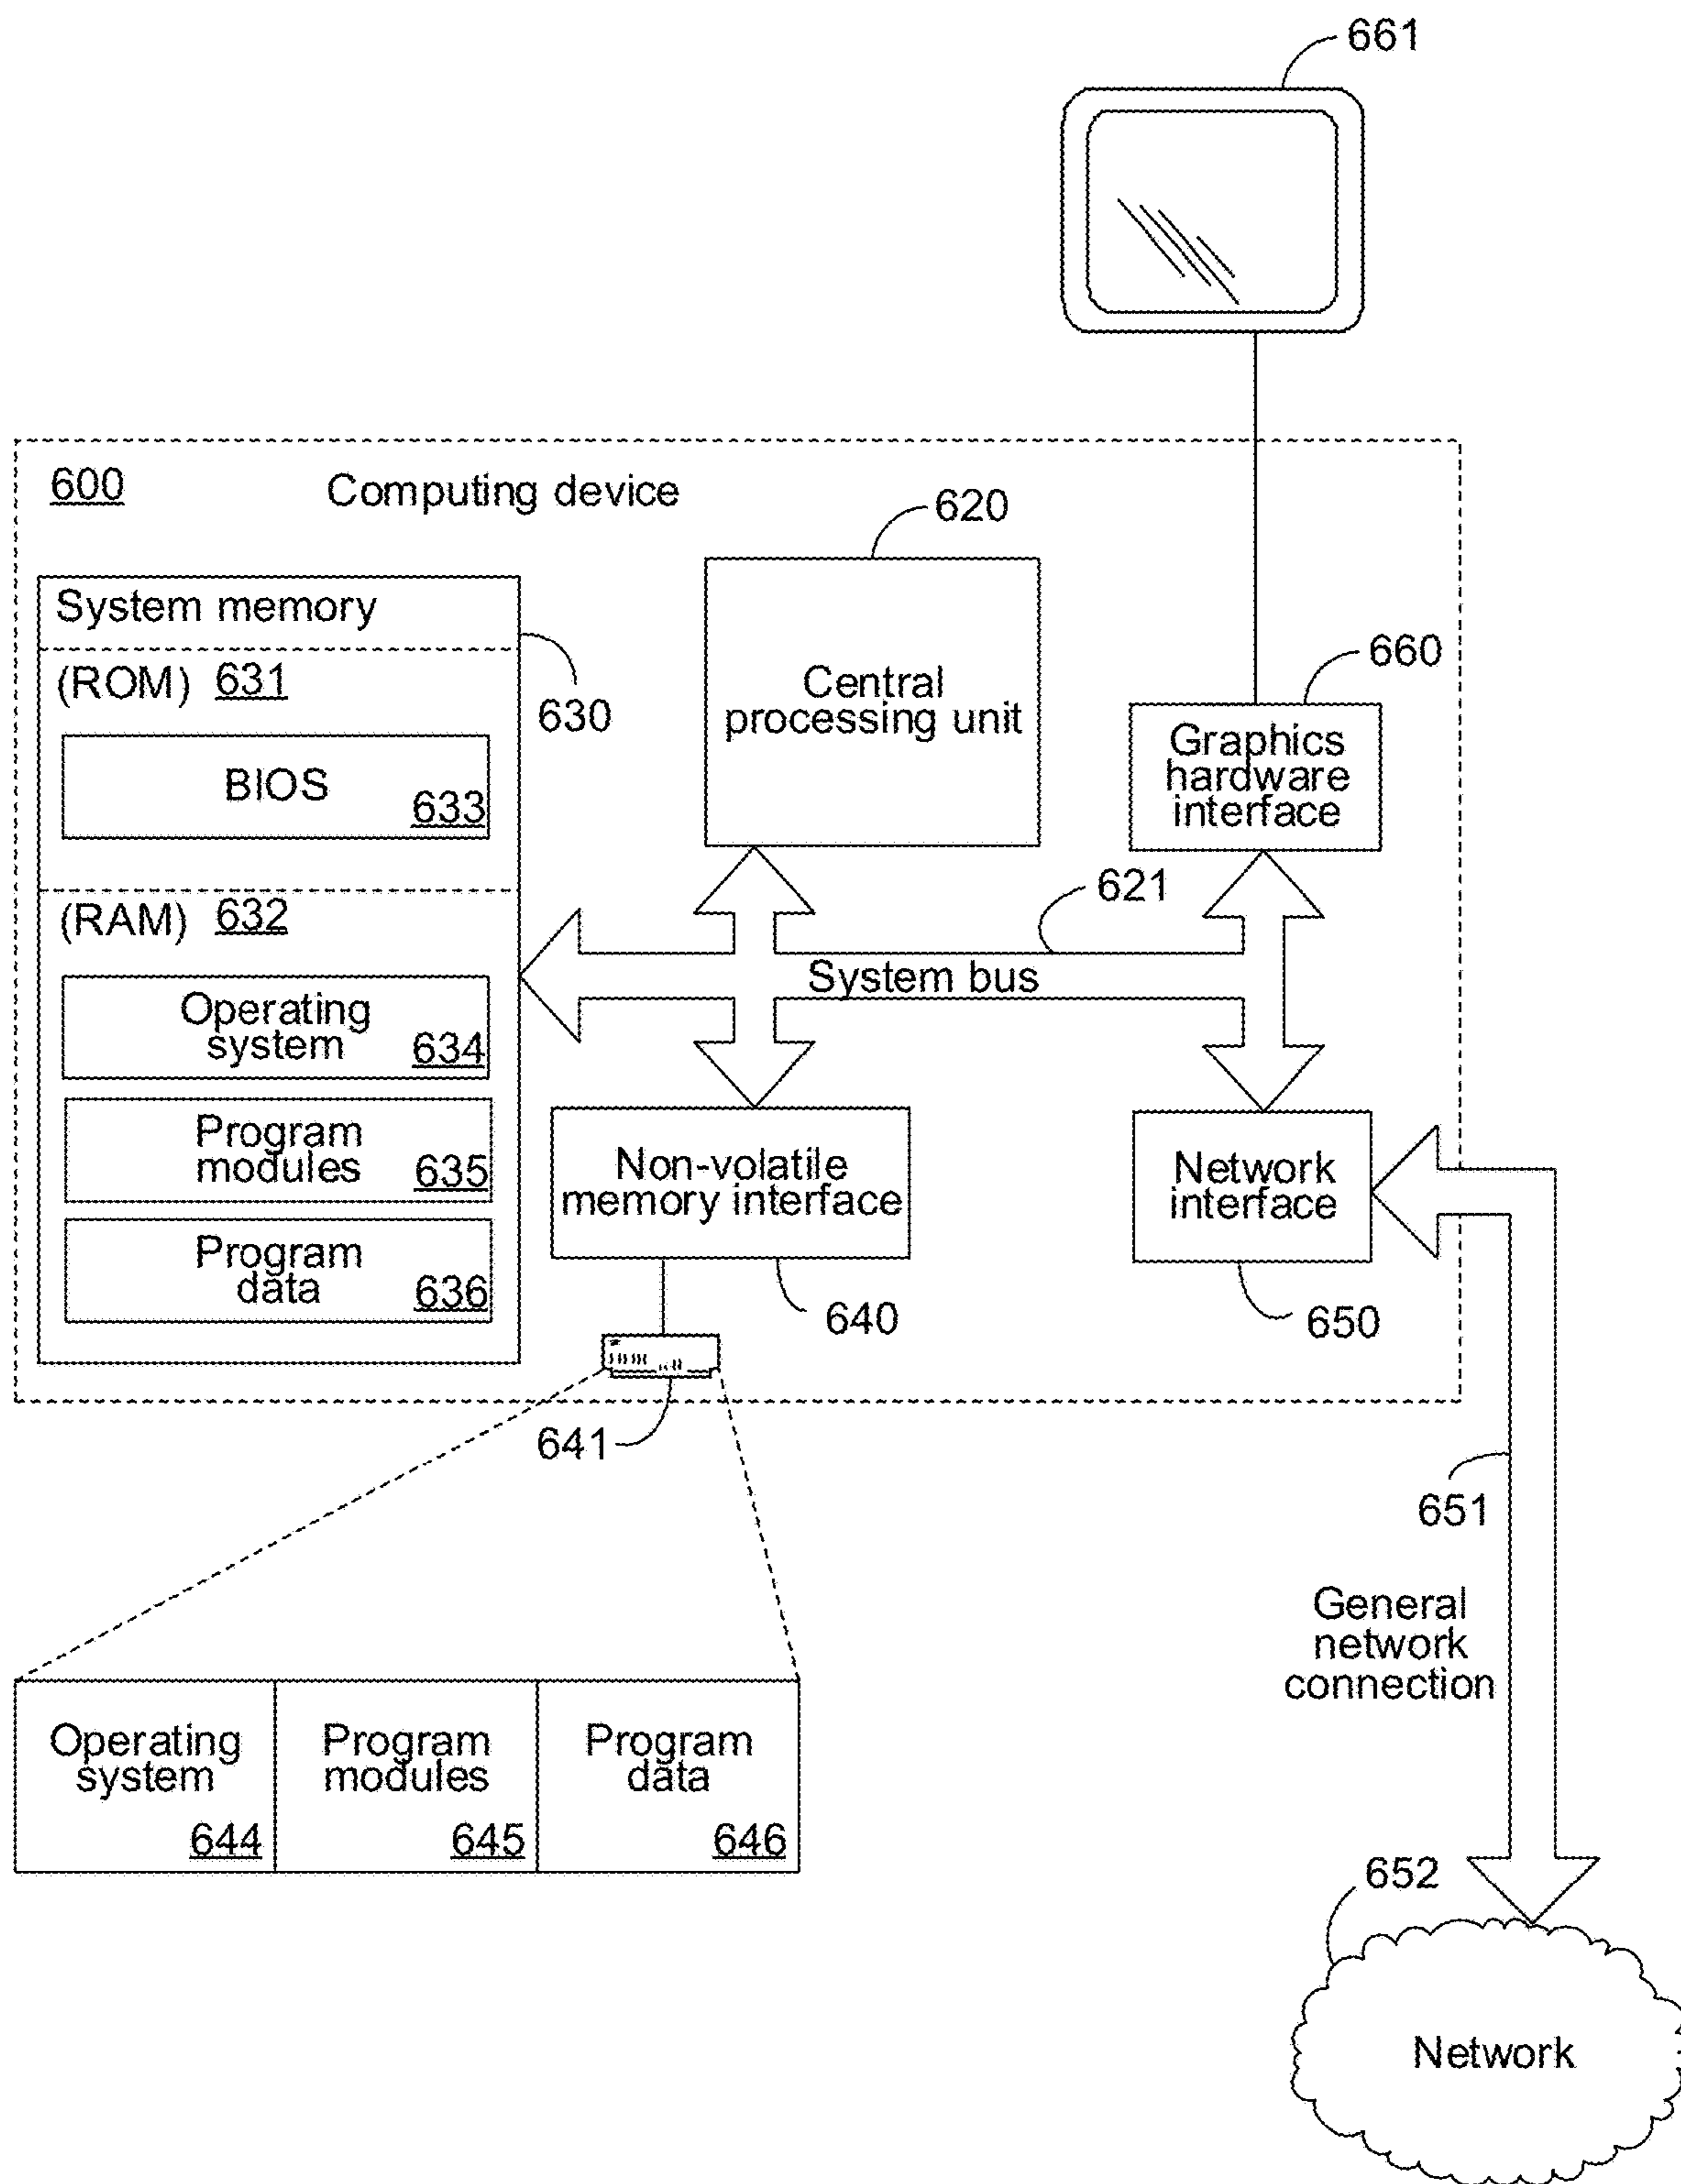 661
600
Computing device
620
System memory
(ROM) 631
630
BIOS
633
Central
processing unit
660
Graphics
hardware
interface
621
(RAM) 632
System bus
Operating
system
634
Program
modules
635
Program
data
636
Non-volatile
memory interface
640
Network
interface
650
641
651
General
network
connection
Operating
system
644
Program
modules
645
Program
data
646
652
Network